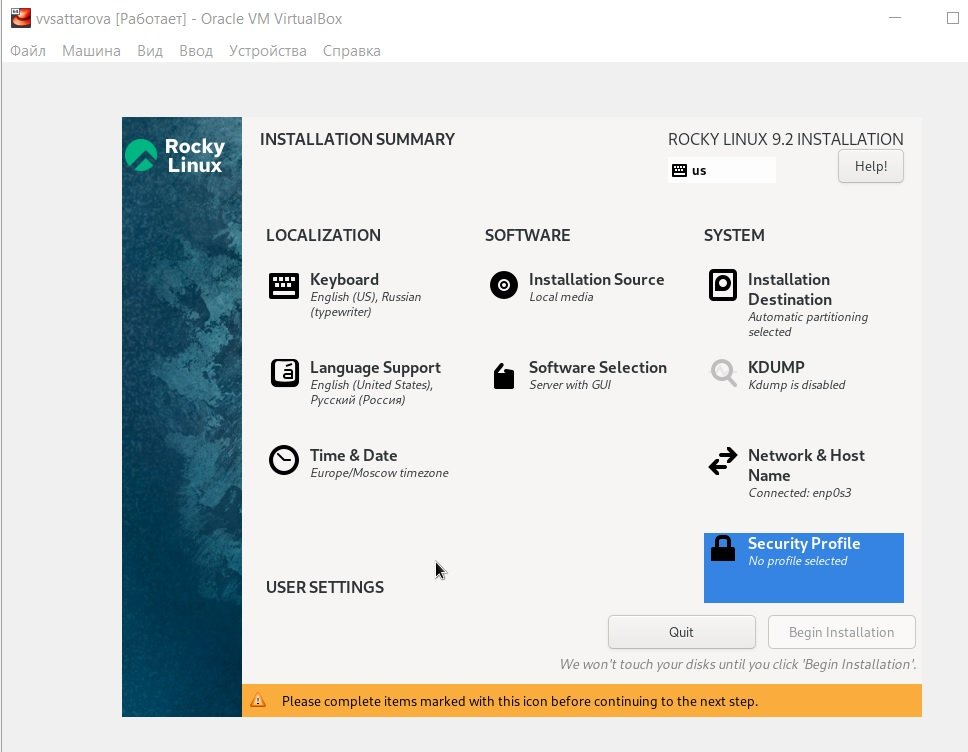 vvsattarova [Работает] - Oracle VM VirtualBox
Файл Машина Вид Ввод Устройства Справка
Rocky
Linux
INSTALLATION SUMMARY
ROCKY LINUX 9.2 INSTALLATION
us
Help!
LOCALIZATION
Keyboard
English (US), Russian
(typewriter)
Language Support
English (United States),
Русский (Россия)
Time & Date
Europe/Moscow timezone
SOFTWARE
Installation Source
Local media
Software Selection
Server with GUI
SYSTEM
Installation
Destination
Automatic partitioning
selected
KDUMP
Kdump is disabled
Network & Host
Name
Connected: enp0s3
Security Profile
No profile selected
USER SETTINGS
Quit
Begin Installation
We won't touch your disks until you click 'Begin Installation'.
Please complete items marked with this icon before continuing to the next step.